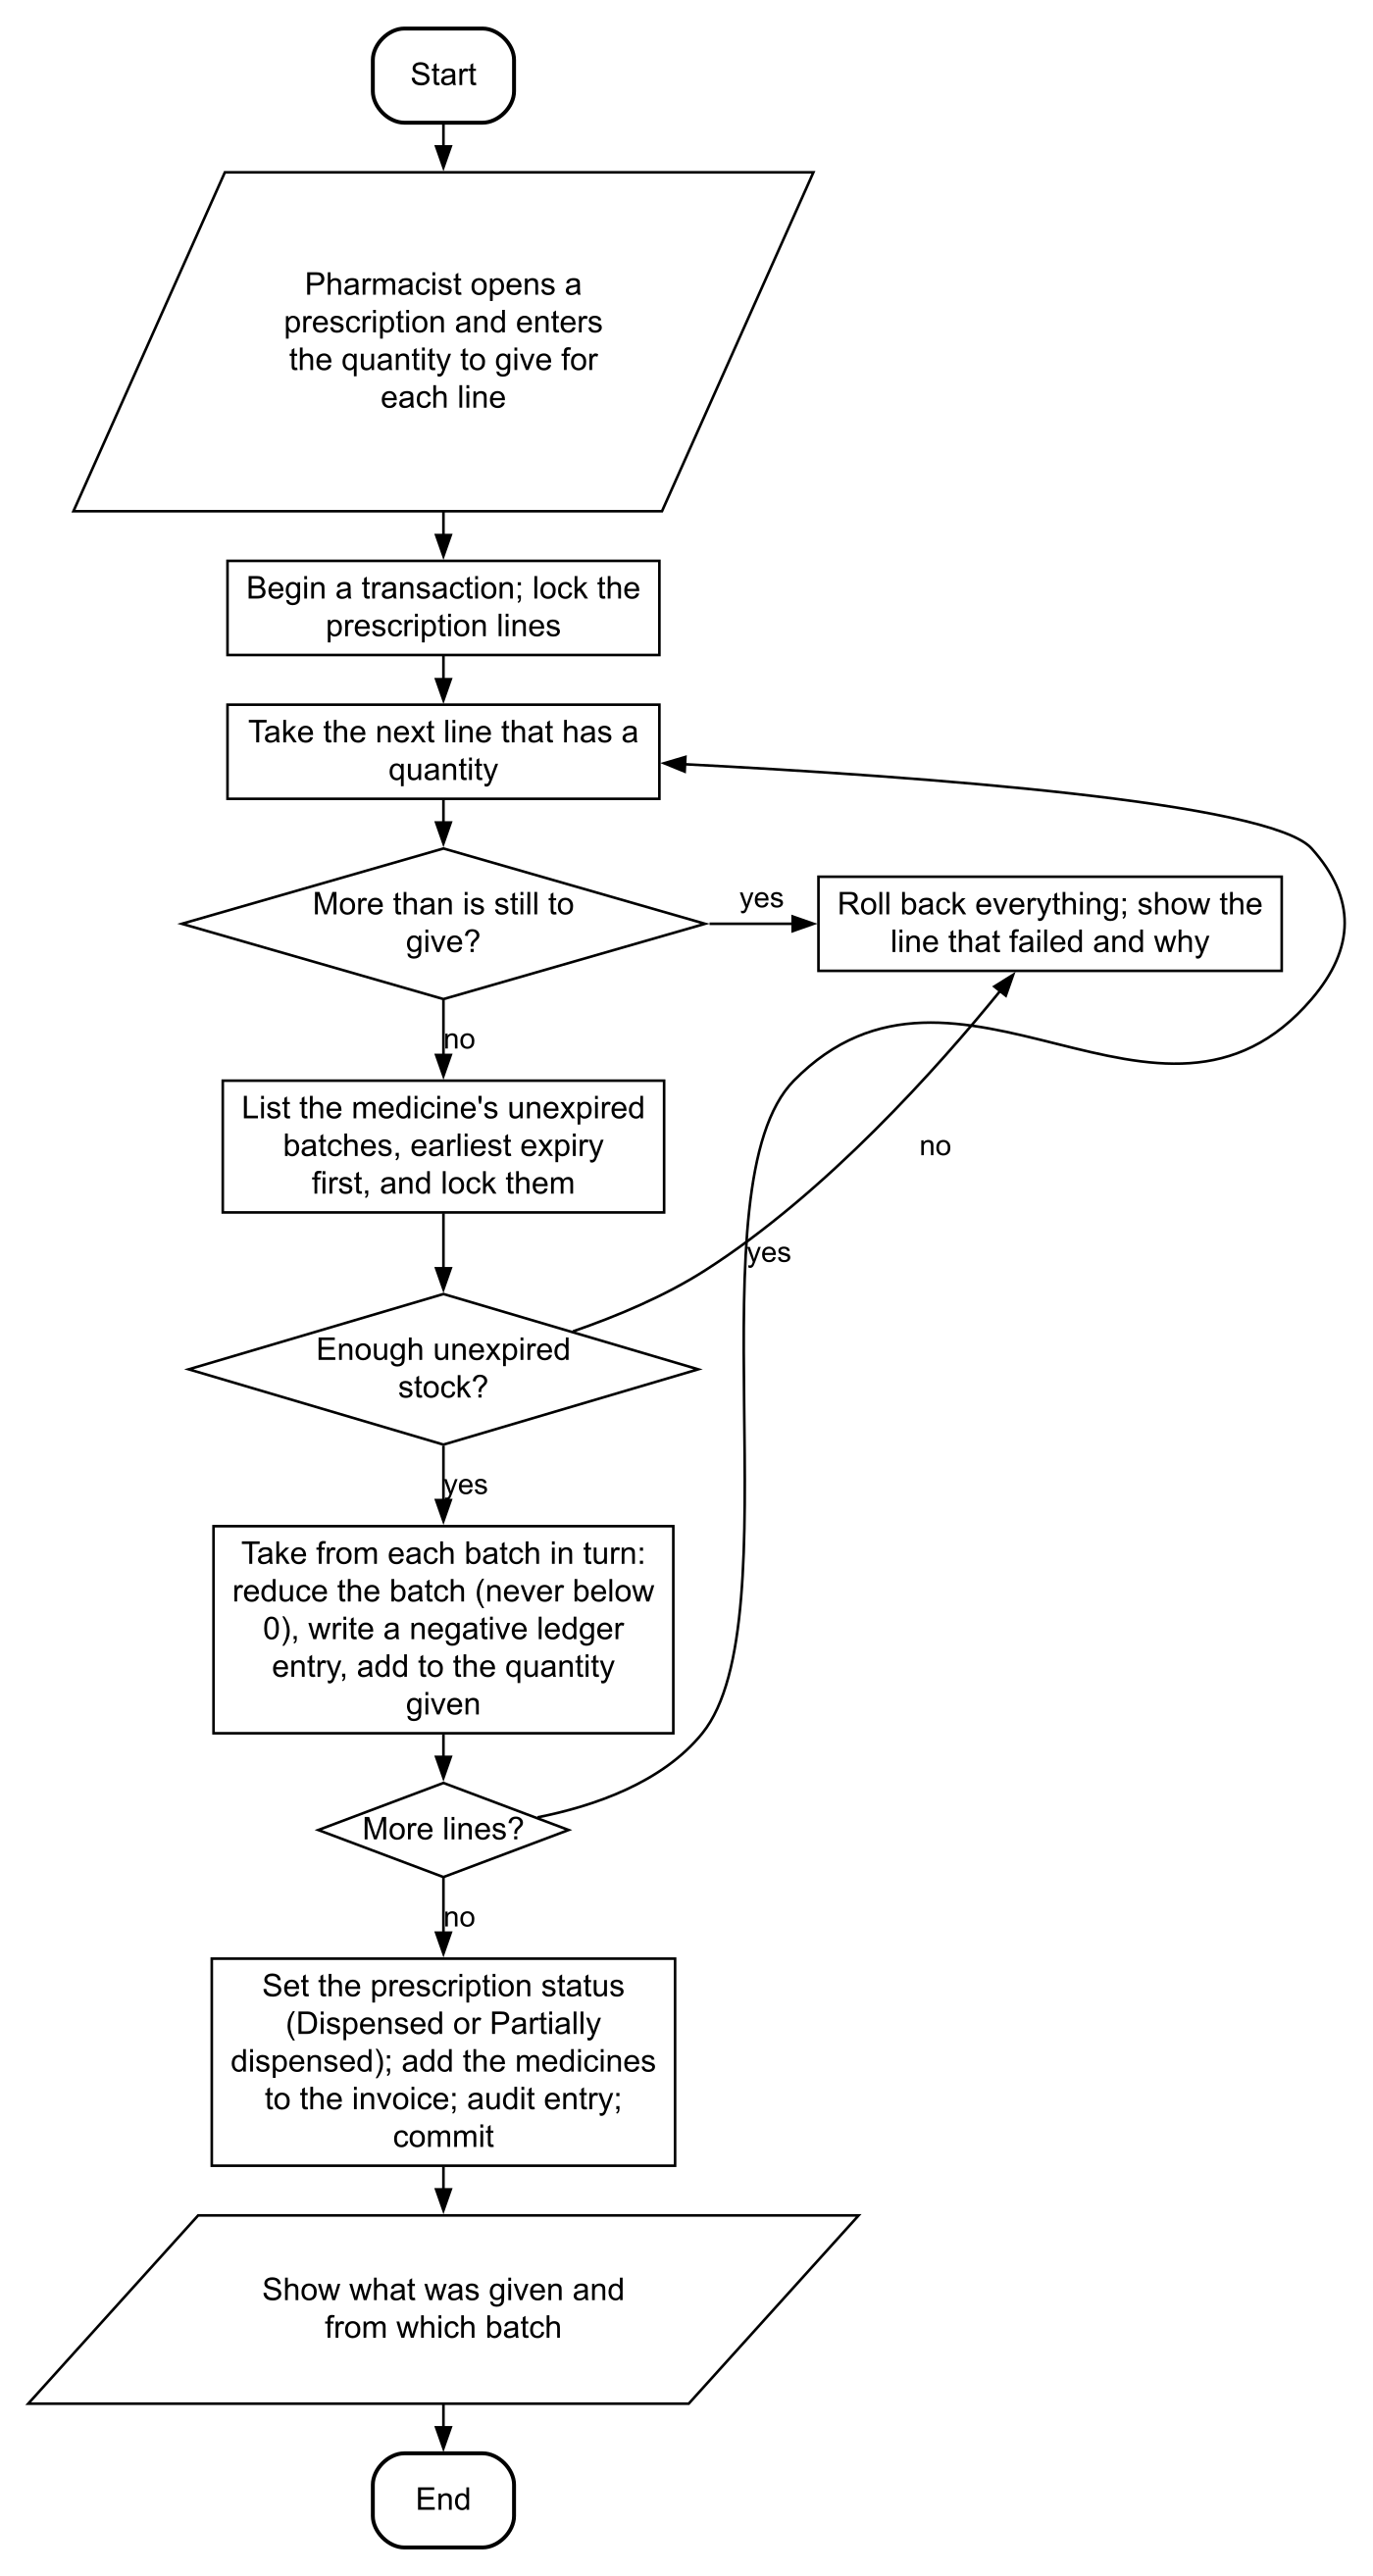 Start
Pharmacist opens a
prescription and enters
the quantity to give for
each line
Begin a transaction; lock the
prescription lines
Take the next line that has a
quantity
More than is still to
give?
yes
Roll back everything; show the
line that failed and why
no
List the medicine's unexpired
batches, earliest expiry
first, and lock them
no
yes
Enough unexpired
stock?
yes
Take from each batch in turn:
reduce the batch (never below
0), write a negative ledger
entry, add to the quantity
given
More lines?
no
Set the prescription status
(Dispensed or Partially
dispensed); add the medicines
to the invoice; audit entry;
commit
Show what was given and
from which batch
End